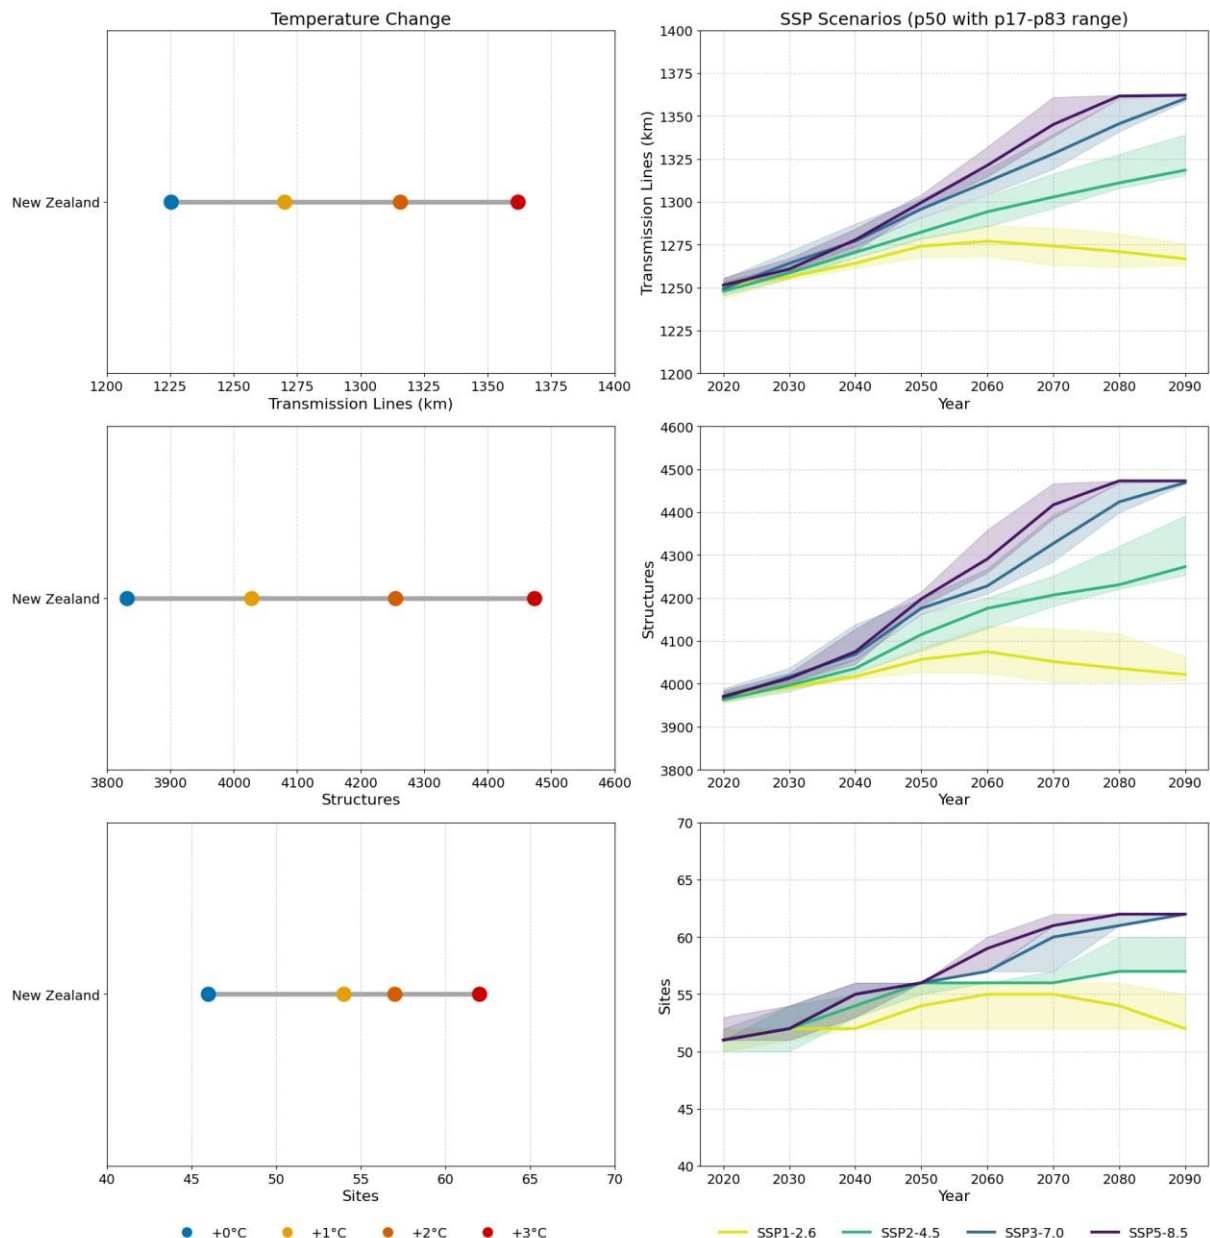 Temperature Change
New Zealand
1200 1225 1250 1275 1300 1325 1350 1375 1400
Transmission Lines (km)
SSP Scenarios (p50 with p17-p83 range)
1400
1375
1350
1325
1300
1275
1250
1225
1200
Transmission Lines (km)
2020 2030 2040 2050 2060 2070 2080 2090
Year
New Zealand
3800 3900 4000 4100 4200 4300 4400 4500 4600
Structures
4600
4500
4400
4300
4200
4100
4000
3900
3800
Structures
2020 2030 2040 2050 2060 2070 2080 2090
Year
New Zealand
40 45 50 55 60 65 70
Sites
70
65
60
55
50
45
40
Sites
2020 2030 2040 2050 2060 2070 2080 2090
Year
+0°C +1°C +2°C +3°C
SSP1-2.6 SSP2-4.5 SSP3-7.0 SSP5-8.5